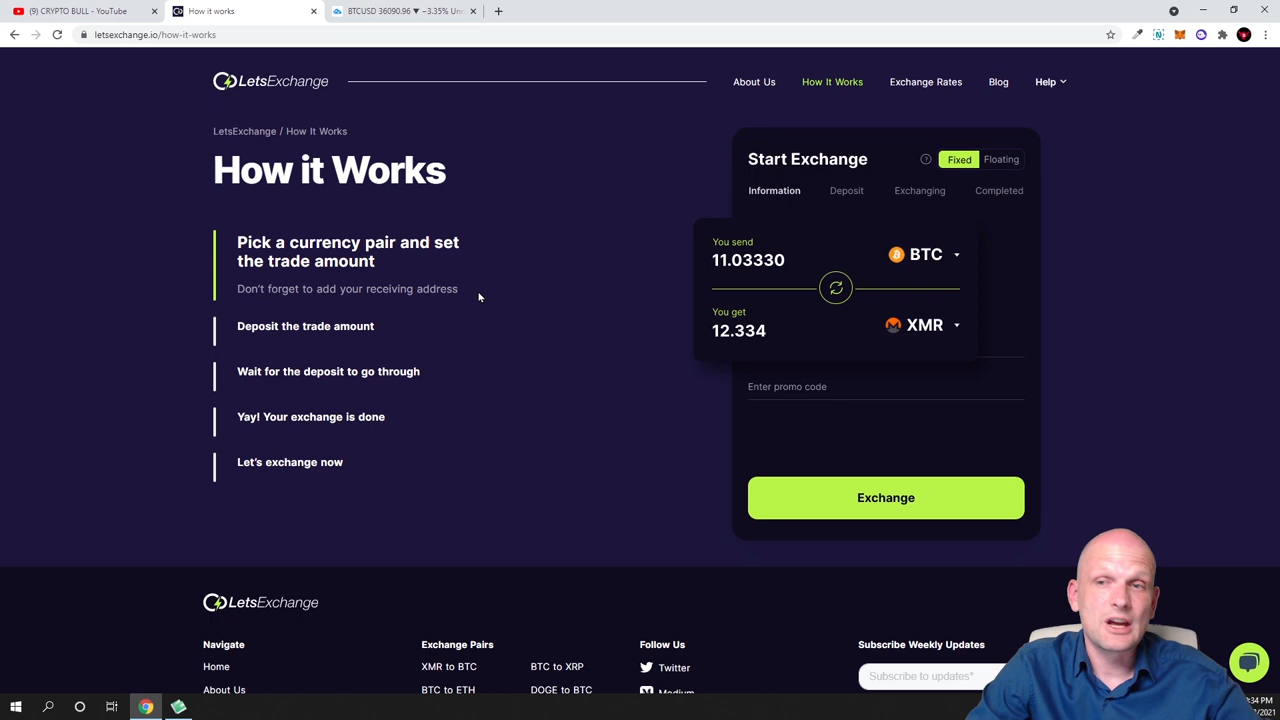 (9) CRYPTO BULL - YouTube
How it works
BTCUSD 36090.96 ▼ −3.35% Un
letsexchange.io/how-it-works
LetsExchange
About Us
How It Works
Exchange Rates
Blog
Help
LetsExchange / How It Works
How it Works
Pick a currency pair and set
the trade amount
Don't forget to add your receiving address
Deposit the trade amount
Wait for the deposit to go through
Yay! Your exchange is done
Let's exchange now
Start Exchange
?
Fixed
Floating
Information
Deposit
Exchanging
Completed
You send
11.03330
BTC
You get
12.334
XMR
Enter promo code
Exchange
LetsExchange
Navigate
Home
About Us
Exchange Pairs
XMR to BTC
BTC to XRP
BTC to ETH
DOGE to BTC
Follow Us
Twitter
Medium
Subscribe Weekly Updates
Subscribe to updates*
:34 PM
/2021